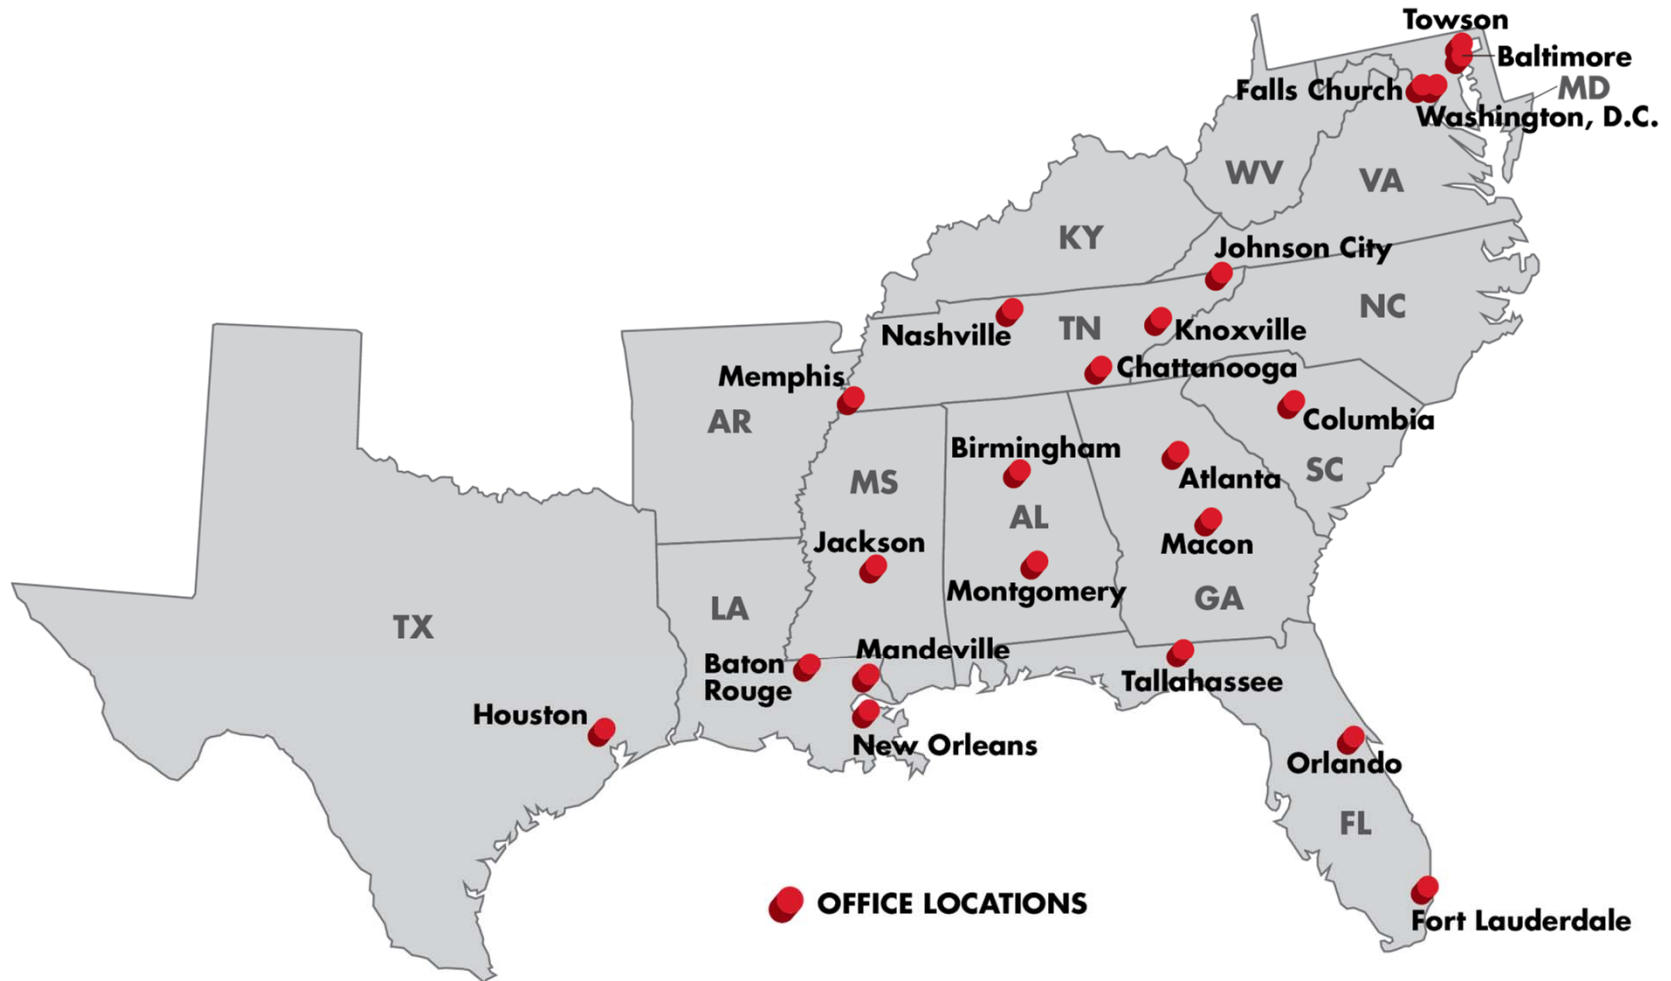 Towson
Baltimore
Falls Church
MD
Washington, D.C.
WV
VA
KY
Johnson City
NC
Nashville
TN
Knoxville
Chattanooga
Memphis
AR
Columbia
Birmingham
MS
SC
Atlanta
AL
Jackson
Macon
Montgomery
GA
LA
TX
Mandeville
Baton
Rouge
Tallahassee
Houston
New Orleans
Orlando
FL
OFFICE LOCATIONS
Fort Lauderdale